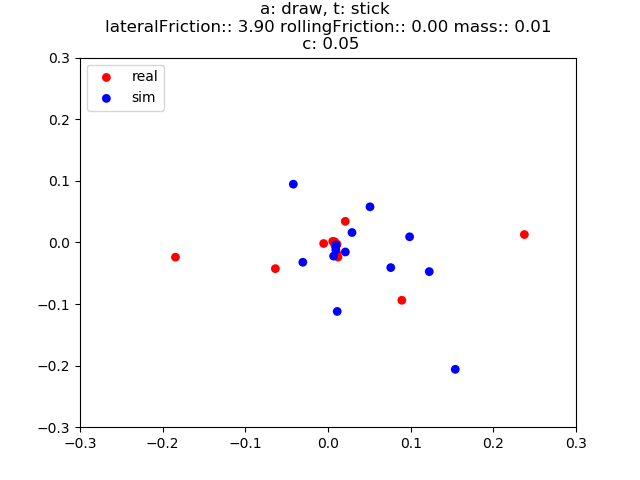 a: draw, t: stick
lateralFriction:: 3.90 rollingFriction:: 0.00 mass:: 0.01
c: 0.05
0.3
real
sim
0.2
0.1
0.0
−0.1
−0.2
−0.3
−0.3
−0.2
−0.1
0.0
0.1
0.2
0.3